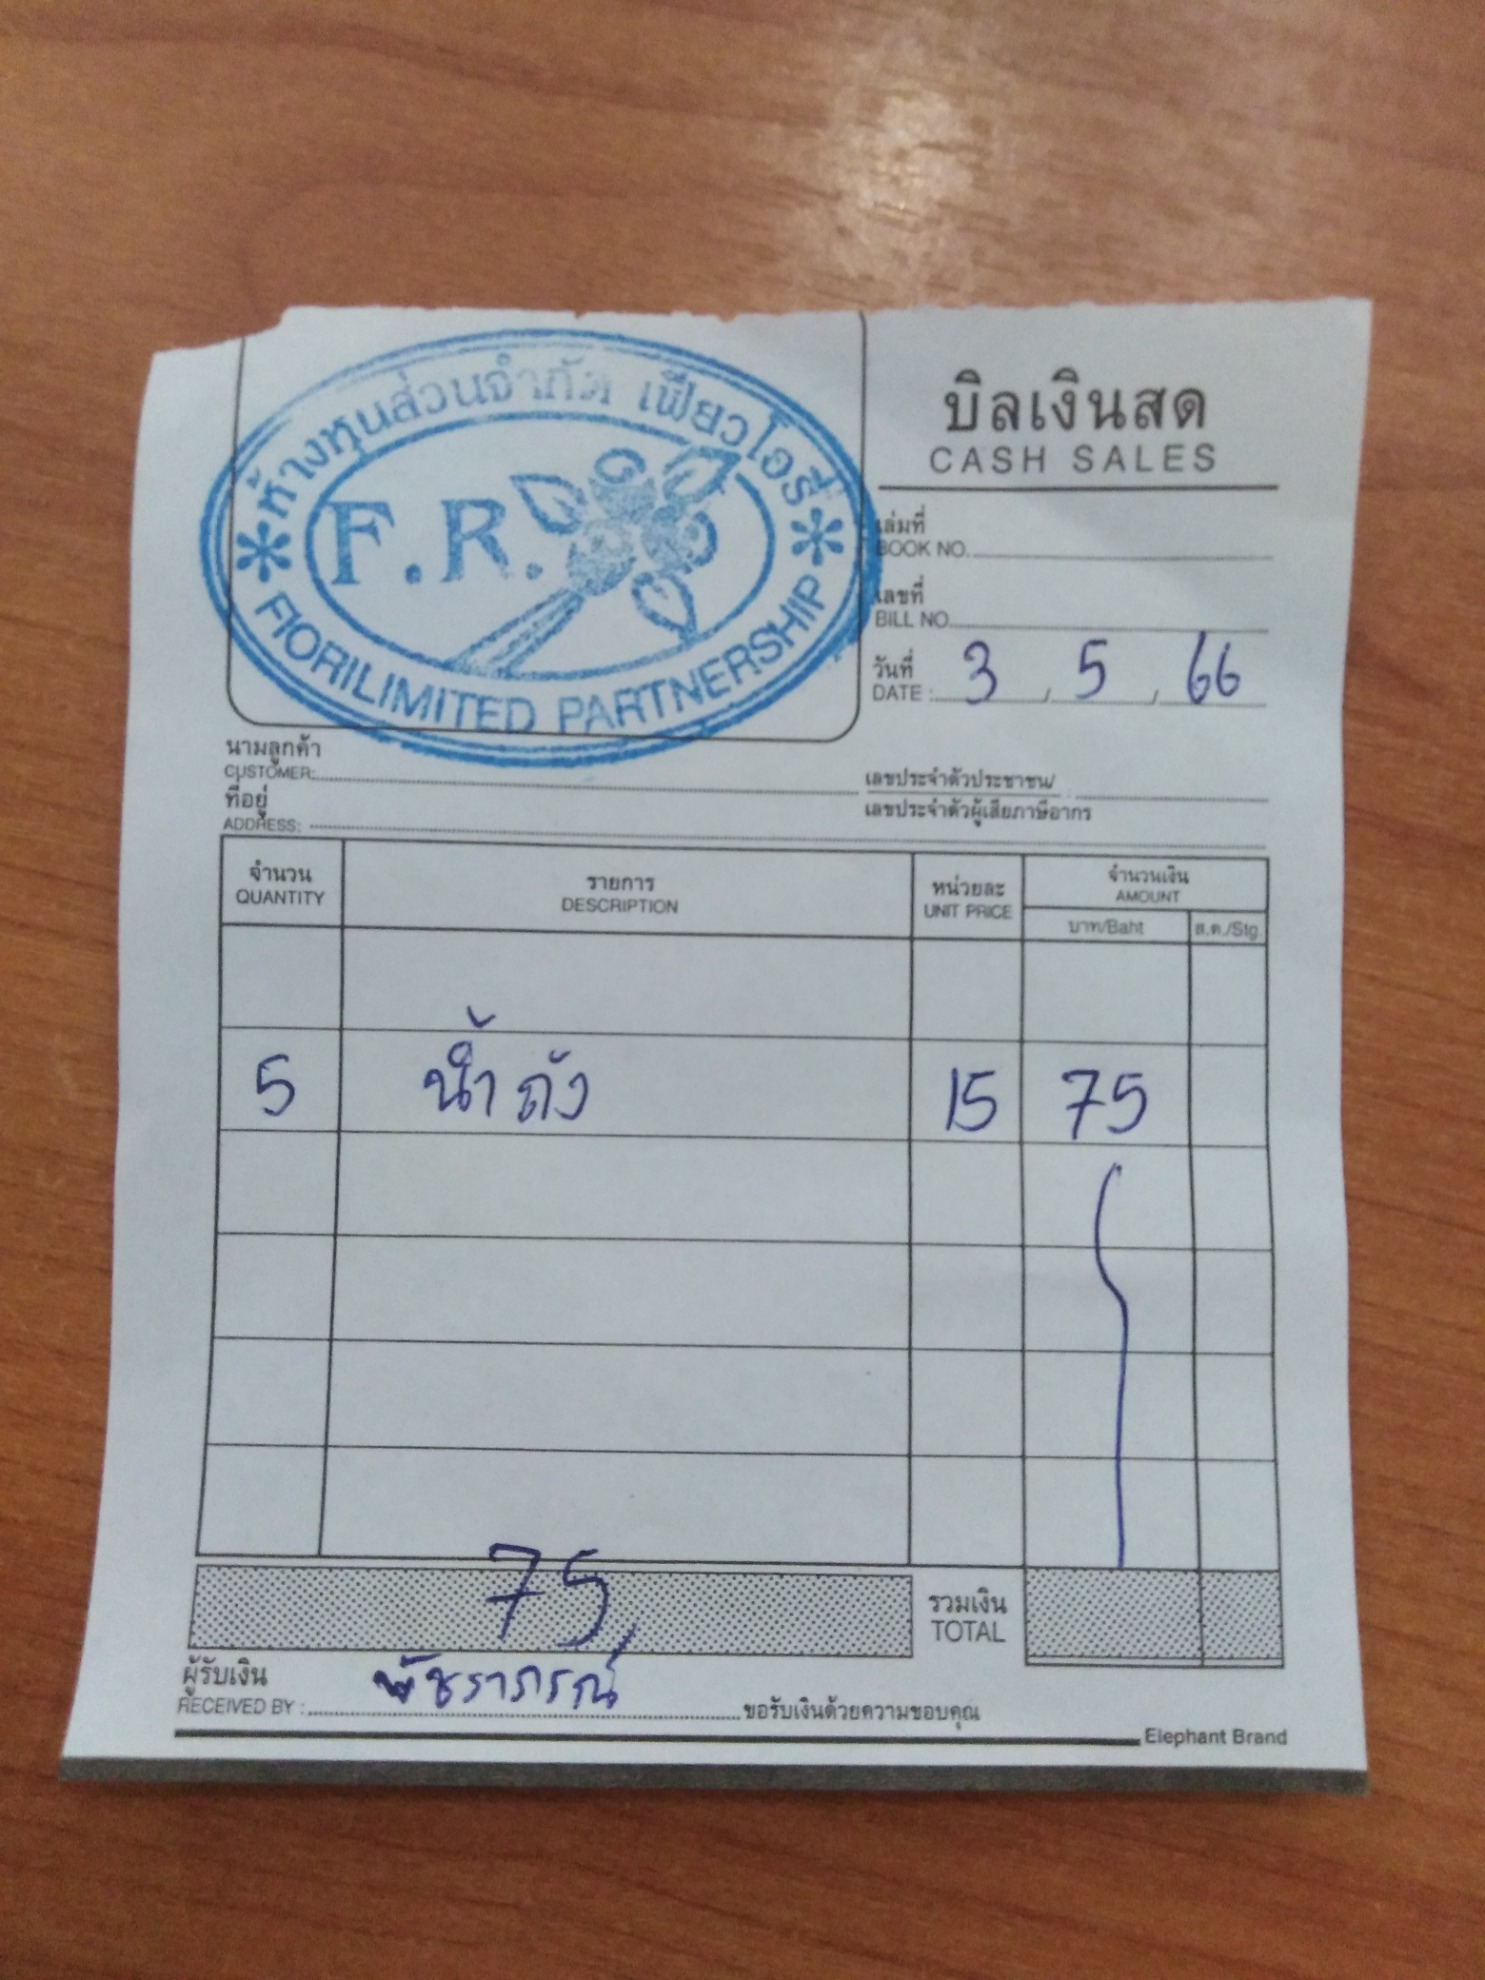 ห้างหุ้นส่วนจำกัด เฟียวโอรี่
F.R.
FIORILIMITED PARTNERSHIP
บิลเงินสด
CASH SALES
เล่มที่
BOOK NO.
เลขที่
BILL NO.
วันที่
DATE : 3 / 5 / 66
นามลูกค้า
CUSTOMER:
เลขประจำตัวประชาชน/
เลขประจำตัวผู้เสียภาษีอากร
ที่อยู่
ADDRESS:
จำนวน รายการ หน่วยละ จำนวนเงิน
QUANTITY DESCRIPTION UNIT PRICE AMOUNT
บาท/Baht ส.ต./Stg.
5 น้ำถัง 15 75
75
รวมเงิน
TOTAL
ผู้รับเงิน
RECEIVED BY : พัชราภรณ์ ขอรับเงินด้วยความขอบคุณ
Elephant Brand